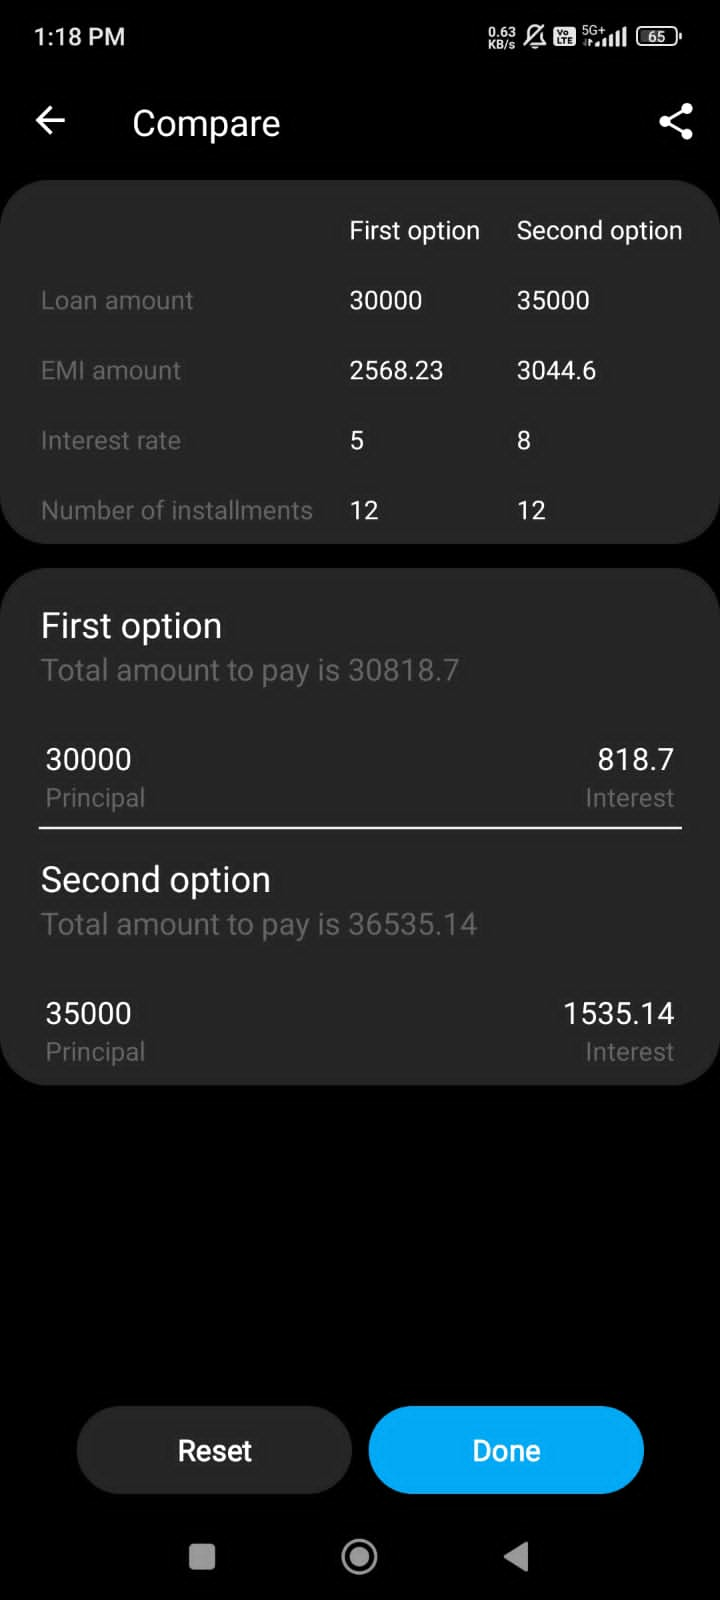 1:18 PM 0.63 KB/s Vo LTE 5G+ 65
Compare
First option Second option
Loan amount 30000 35000
EMI amount 2568.23 3044.6
Interest rate 5 8
Number of installments 12 12
First option
Total amount to pay is 30818.7
30000 818.7
Principal Interest
Second option
Total amount to pay is 36535.14
35000 1535.14
Principal Interest
Reset Done